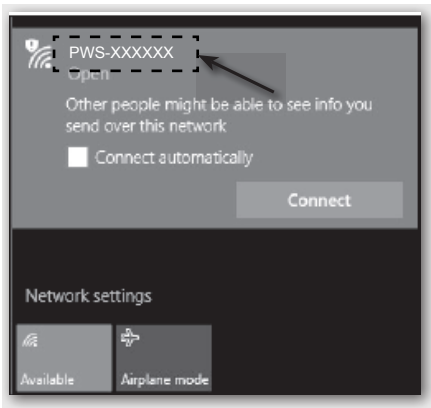 PWS-XXXXXX
Open
Other people might be able to see info you
send over this network
Connect automatically
Connect
Network settings
Available
Airplane mode